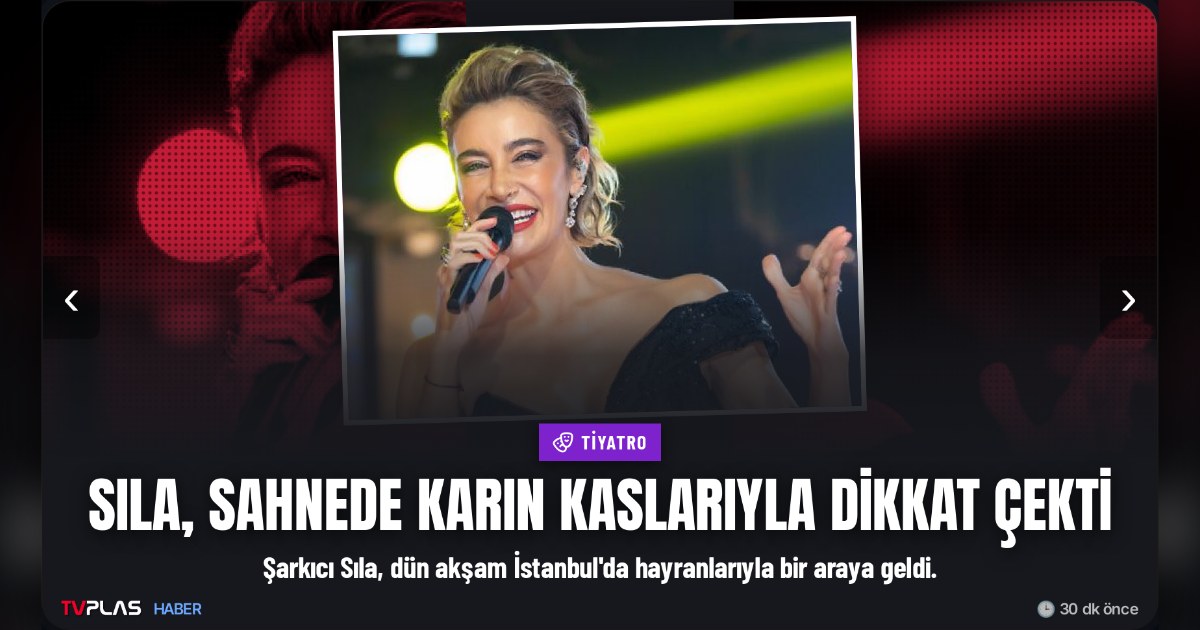 TİYATRO
SILA, SAHNEDE KARIN KASLARIYLA DİKKAT ÇEKTİ
Şarkıcı Sıla, dün akşam İstanbul'da hayranlarıyla bir araya geldi.
TVPLAS HABER
30 dk önce